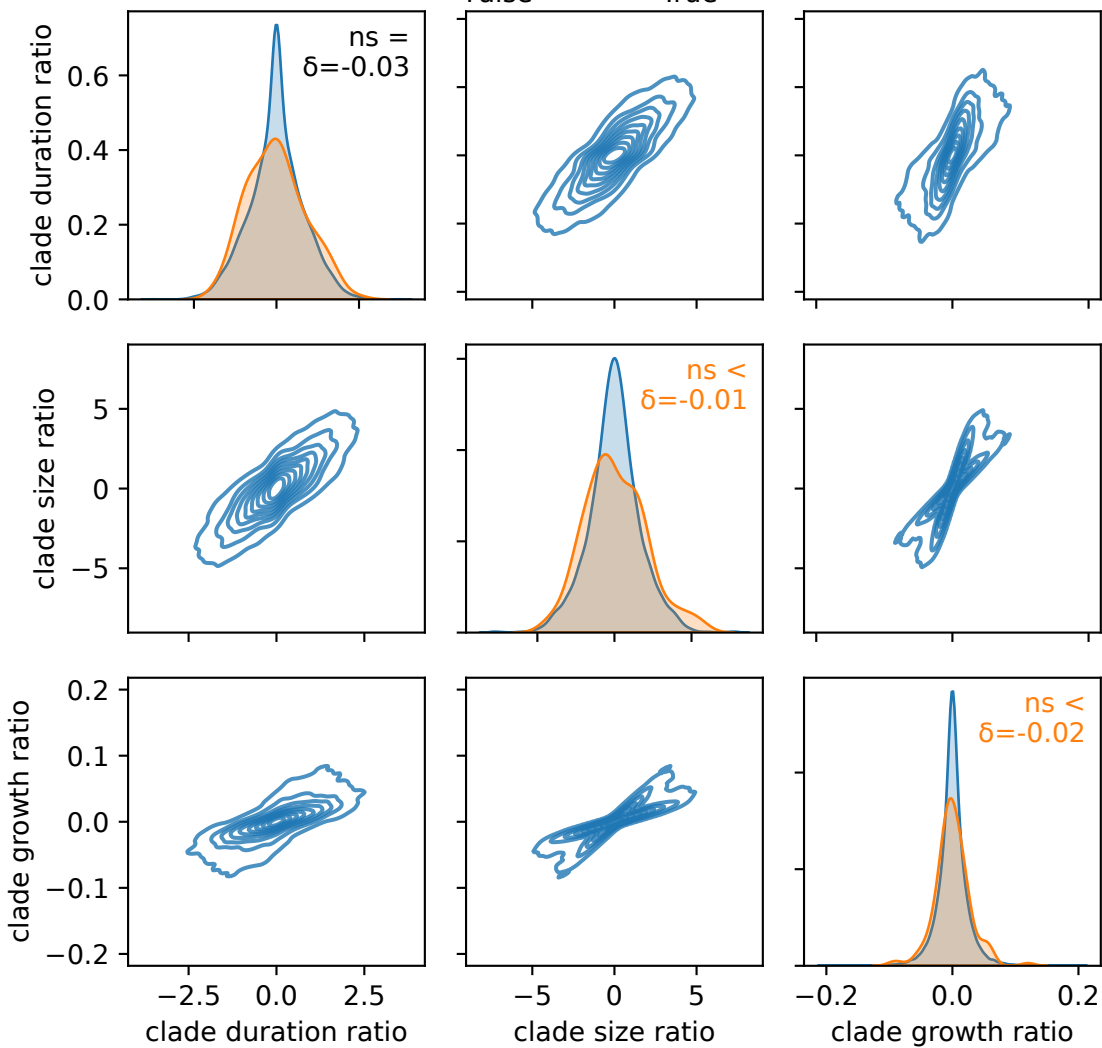 ns =
δ=-0.03
clade duration ratio
0.6
0.4
0.2
0.0
ns <
δ=-0.01
clade size ratio
5
0
−5
ns <
δ=-0.02
clade growth ratio
0.2
0.1
0.0
−0.1
−0.2
−2.5 0.0 2.5
−5 0 5
−0.2 0.0 0.2
clade duration ratio
clade size ratio
clade growth ratio